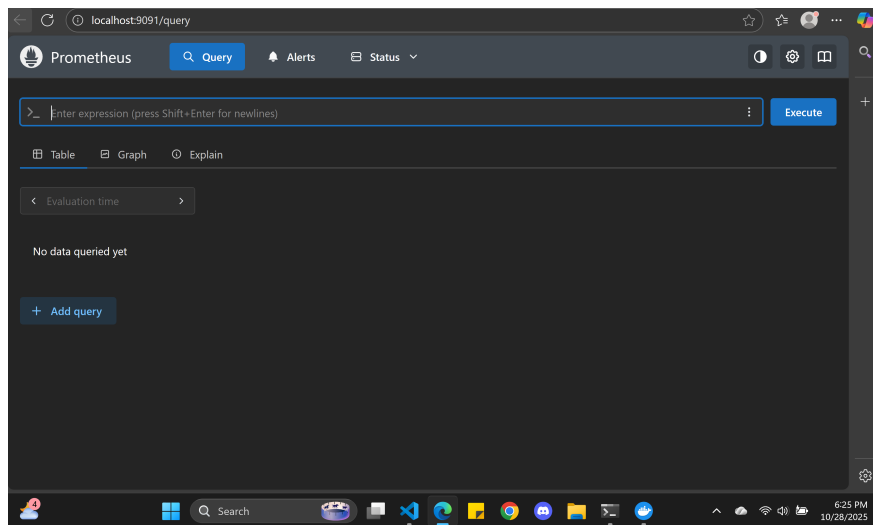 localhost:9091/query
Prometheus Query Alerts Status
>_ Enter expression (press Shift+Enter for newlines) Execute
Table Graph Explain
Evaluation time
No data queried yet
+ Add query
4 Search 6:25 PM
10/28/2025